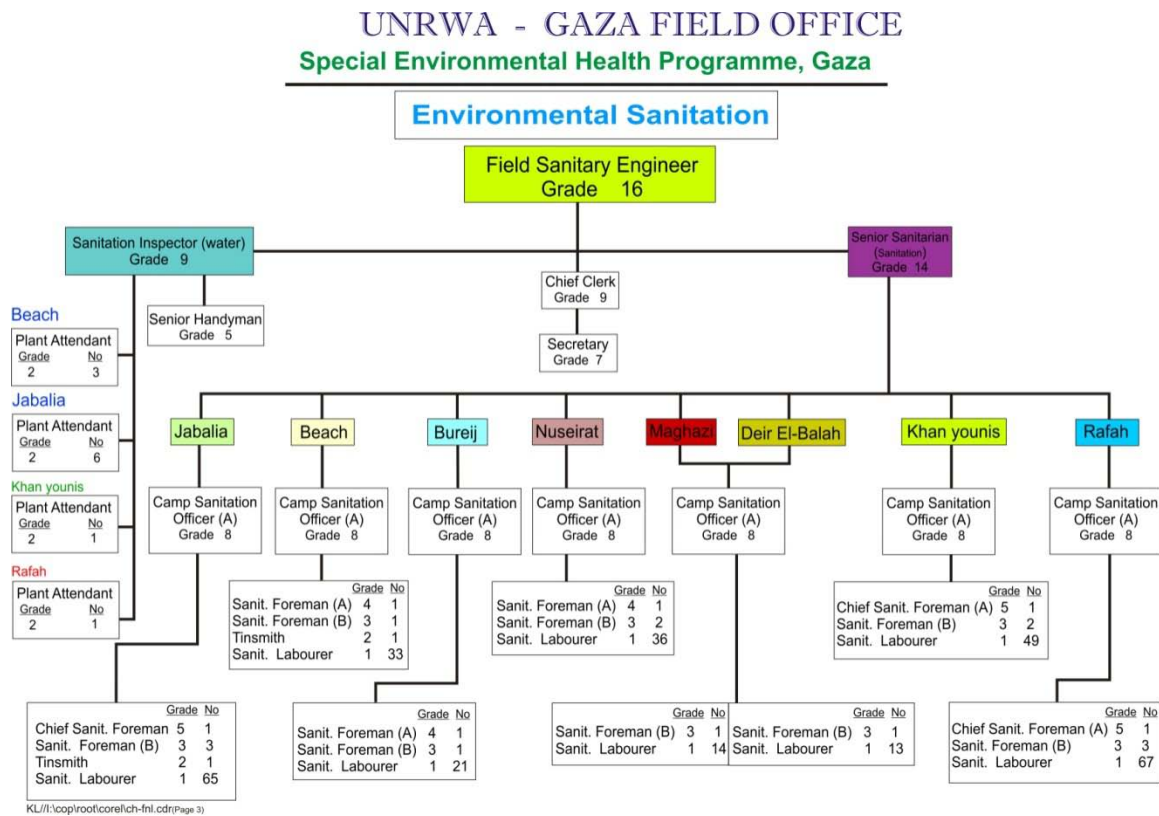 UNRWA - GAZA FIELD OFFICE
Special Environmental Health Programme, Gaza
Environmental Sanitation
Field Sanitary Engineer
Grade 16
Sanitation Inspector (water)
Grade 9
Senior Sanitarian
(Sanitation)
Grade 14
Chief Clerk
Grade 9
Senior Handyman
Grade 5
Secretary
Grade 7
Beach
Plant Attendant
Grade No
2 3
Jabalia
Plant Attendant
Grade No
2 6
Khan younis
Plant Attendant
Grade No
2 1
Rafah
Plant Attendant
Grade No
2 1
Jabalia
Beach
Bureij
Nuseirat
Maghazi
Deir El-Balah
Khan younis
Rafah
Camp Sanitation
Officer (A)
Grade 8
Camp Sanitation
Officer (A)
Grade 8
Camp Sanitation
Officer (A)
Grade 8
Camp Sanitation
Officer (A)
Grade 8
Camp Sanitation
Officer (A)
Grade 8
Camp Sanitation
Officer (A)
Grade 8
Camp Sanitation
Officer (A)
Grade 8
Grade No
Sanit. Foreman (A) 4 1
Sanit. Foreman (B) 3 1
Tinsmith 2 1
Sanit. Labourer 1 33
Grade No
Sanit. Foreman (A) 4 1
Sanit. Foreman (B) 3 2
Sanit. Labourer 1 36
Grade No
Chief Sanit. Foreman (A) 5 1
Sanit. Foreman (B) 3 2
Sanit. Labourer 1 49
Grade No
Chief Sanit. Foreman 5 1
Sanit. Foreman (B) 3 3
Tinsmith 2 1
Sanit. Labourer 1 65
Grade No
Sanit. Foreman (A) 4 1
Sanit. Foreman (B) 3 1
Sanit. Labourer 1 21
Grade No
Sanit. Foreman (B) 3 1
Sanit. Labourer 1 14
Grade No
Sanit. Foreman (B) 3 1
Sanit. Labourer 1 13
Grade No
Chief Sanit. Foreman (A) 5 1
Sanit. Foreman (B) 3 3
Sanit. Labourer 1 67
KL//I:\cop\root\corel\ch-fnl.cdr(Page 3)